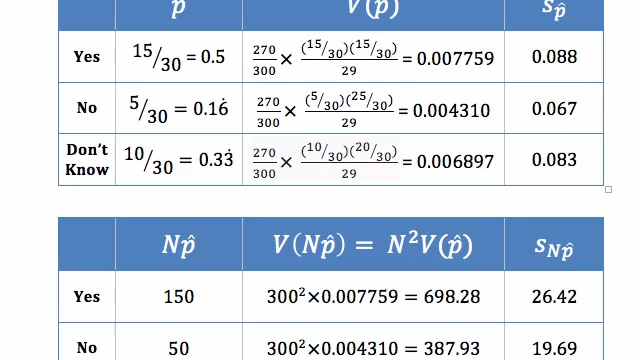 p̂ V(p̂) s_p̂
Yes 15/30 = 0.5 270/300 × (15/30)(15/30)/29 = 0.007759 0.088
No 5/30 = 0.16̇ 270/300 × (5/30)(25/30)/29 = 0.004310 0.067
Don't Know 10/30 = 0.33̇ 270/300 × (10/30)(20/30)/29 = 0.006897 0.083
Np̂ V(Np̂) = N²V(p̂) s_Np̂
Yes 150 300²×0.007759 = 698.28 26.42
No 50 300²×0.004310 = 387.93 19.69